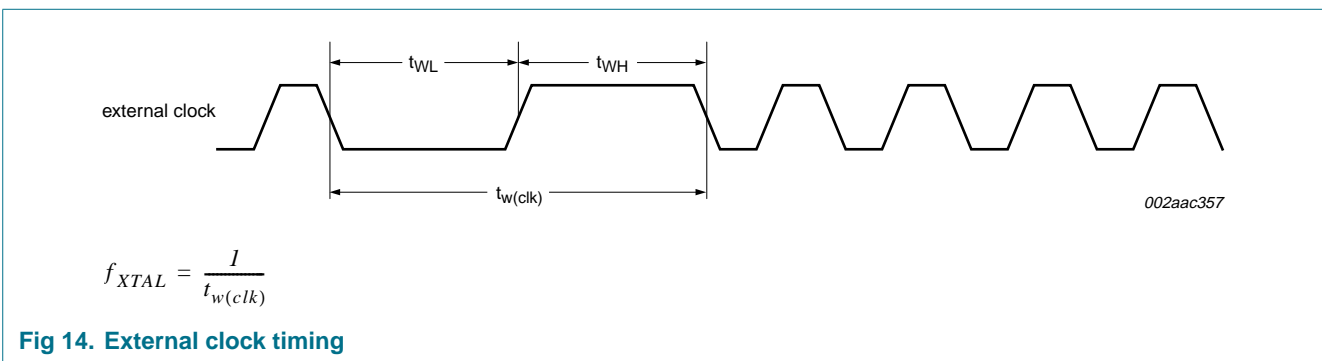 t_WL
t_WH
external clock
t_w(clk)
002aac357
f_XTAL = 1 / t_w(clk)
Fig 14. External clock timing